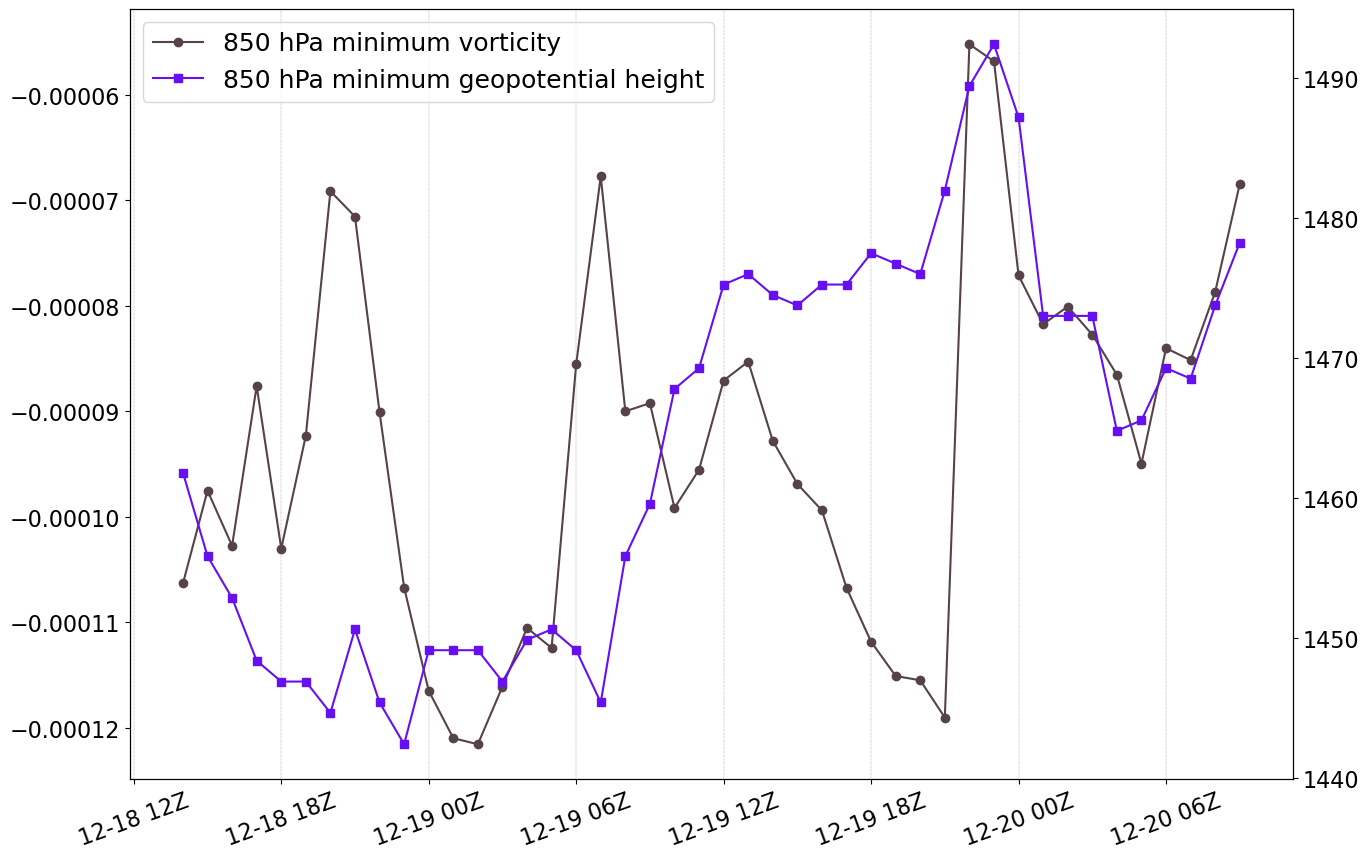 850 hPa minimum vorticity
850 hPa minimum geopotential height
−0.00006
−0.00007
−0.00008
−0.00009
−0.00010
−0.00011
−0.00012
1490
1480
1470
1460
1450
1440
12-18 12Z
12-18 18Z
12-19 00Z
12-19 06Z
12-19 12Z
12-19 18Z
12-20 00Z
12-20 06Z